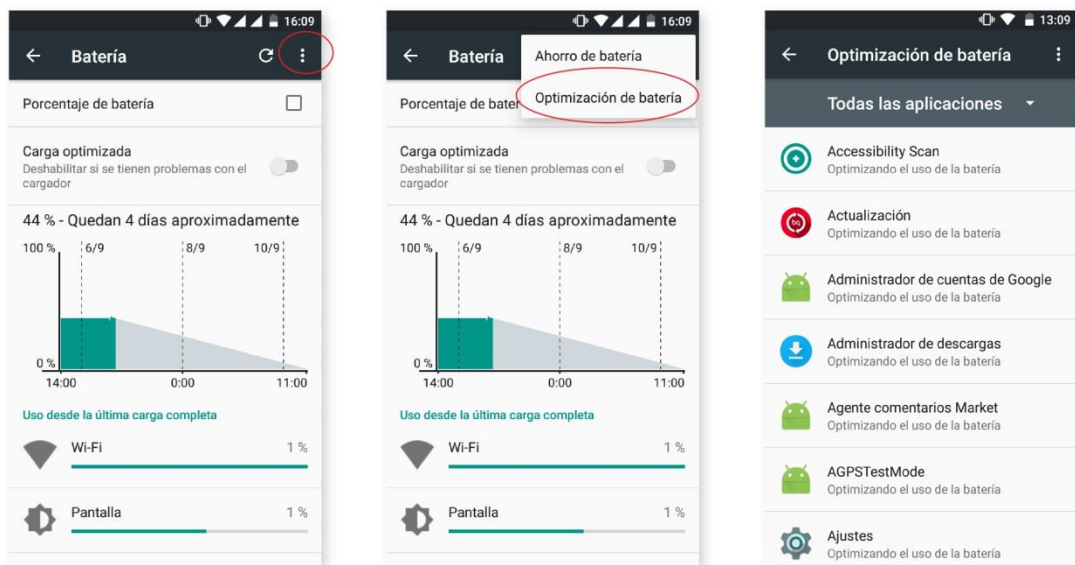 16:09
Batería
Porcentaje de batería
Carga optimizada
Deshabilitar si se tienen problemas con el
cargador
44 % - Quedan 4 días aproximadamente
100 % 6/9 8/9 10/9
0 %
14:00 0:00 11:00
Uso desde la última carga completa
Wi-Fi 1 %
Pantalla 1 %
16:09
Batería
Ahorro de batería
Optimización de batería
Porcentaje de bater
Carga optimizada
Deshabilitar si se tienen problemas con el
cargador
44 % - Quedan 4 días aproximadamente
100 % 6/9 8/9 10/9
0 %
14:00 0:00 11:00
Uso desde la última carga completa
Wi-Fi 1 %
Pantalla 1 %
13:09
Optimización de batería
Todas las aplicaciones
Accessibility Scan
Optimizando el uso de la batería
bq
Actualización
Optimizando el uso de la batería
Administrador de cuentas de Google
Optimizando el uso de la batería
Administrador de descargas
Optimizando el uso de la batería
Agente comentarios Market
Optimizando el uso de la batería
AGPSTestMode
Optimizando el uso de la batería
Ajustes
Optimizando el uso de la batería